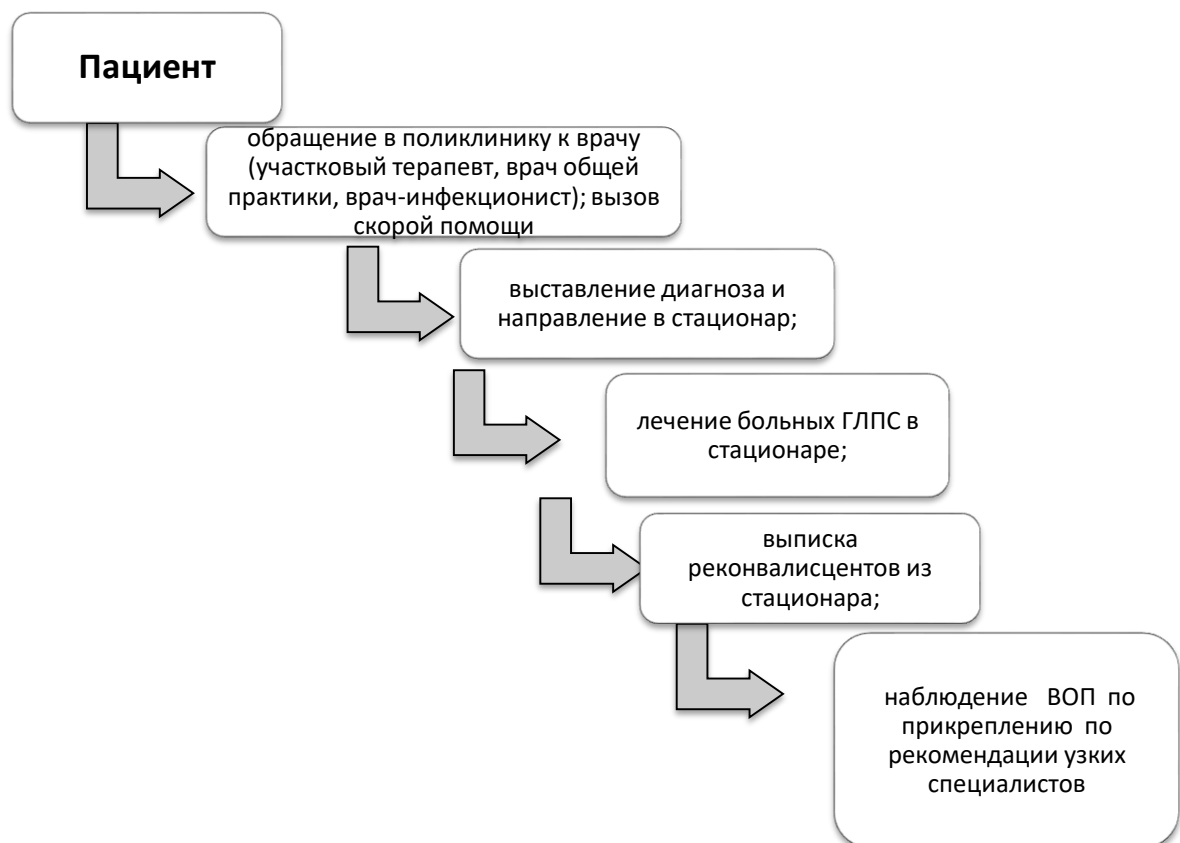 Пациент
обращение в поликлинику к врачу
(участковый терапевт, врач общей
практики, врач-инфекционист); вызов
скорой помощи
выставление диагноза и
направление в стационар;
лечение больных ГЛПС в
стационаре;
выписка
реконвалисцентов из
стационара;
наблюдение ВОП по
прикреплению по
рекомендации узких
специалистов